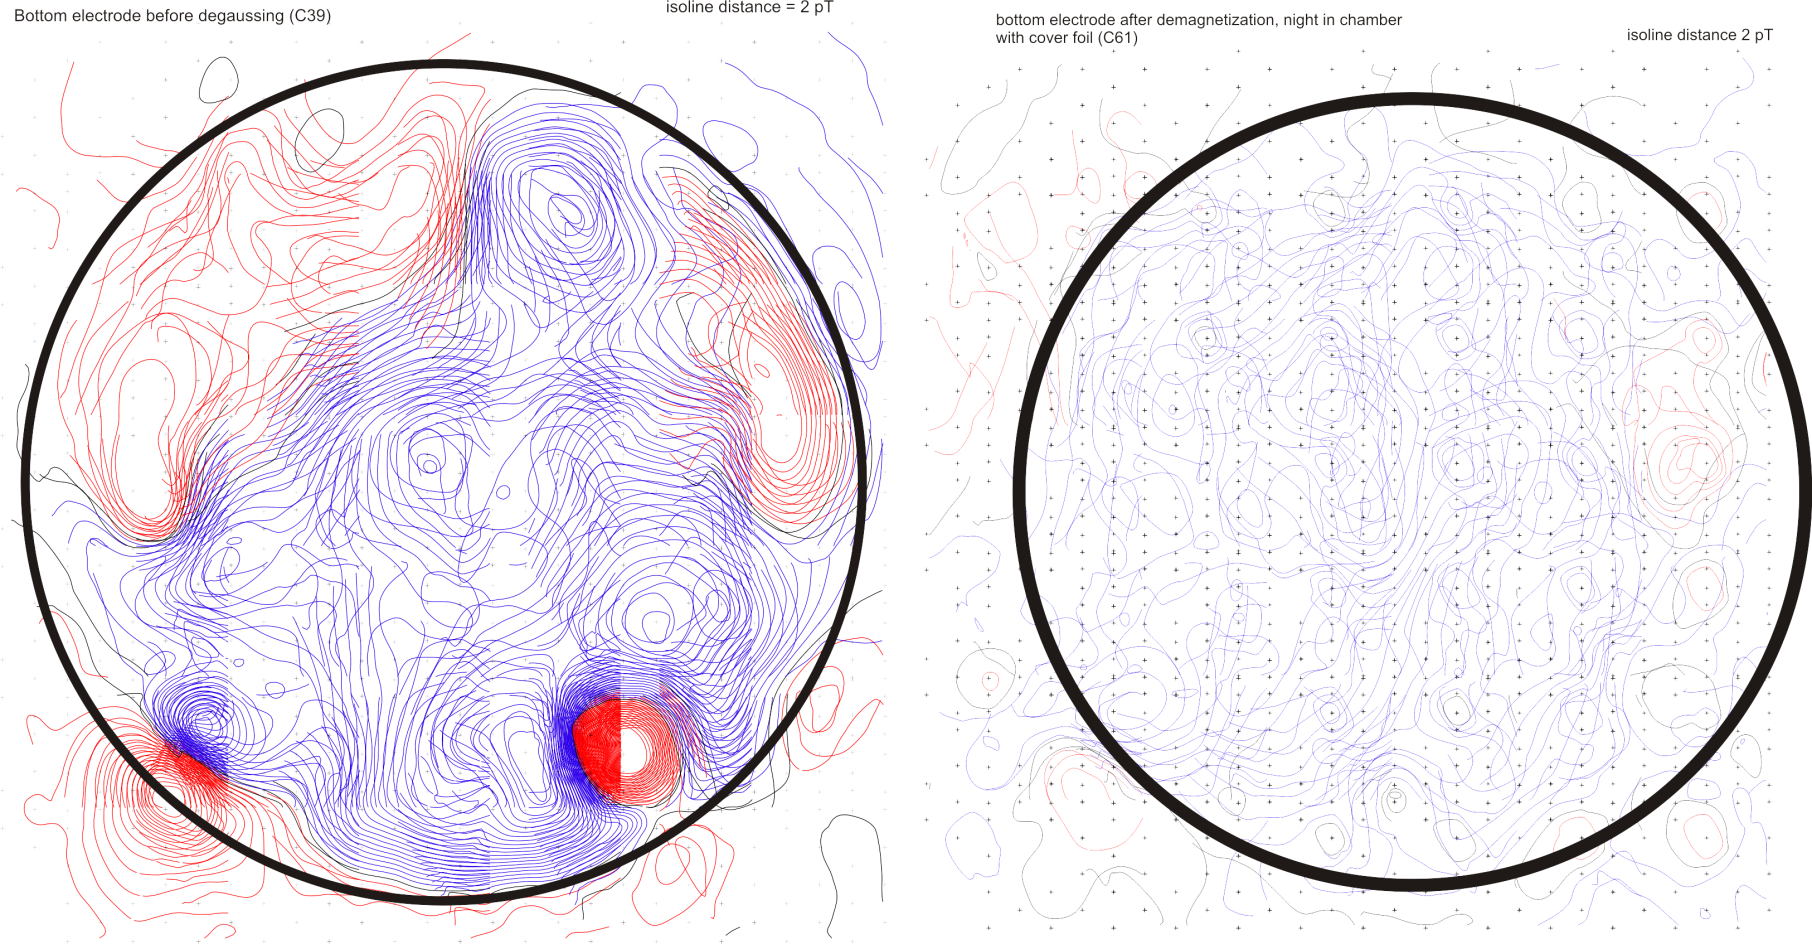 Bottom electrode before degaussing (C39)
isoline distance = 2 pT
bottom electrode after demagnetization, night in chamber
with cover foil (C61)
isoline distance 2 pT